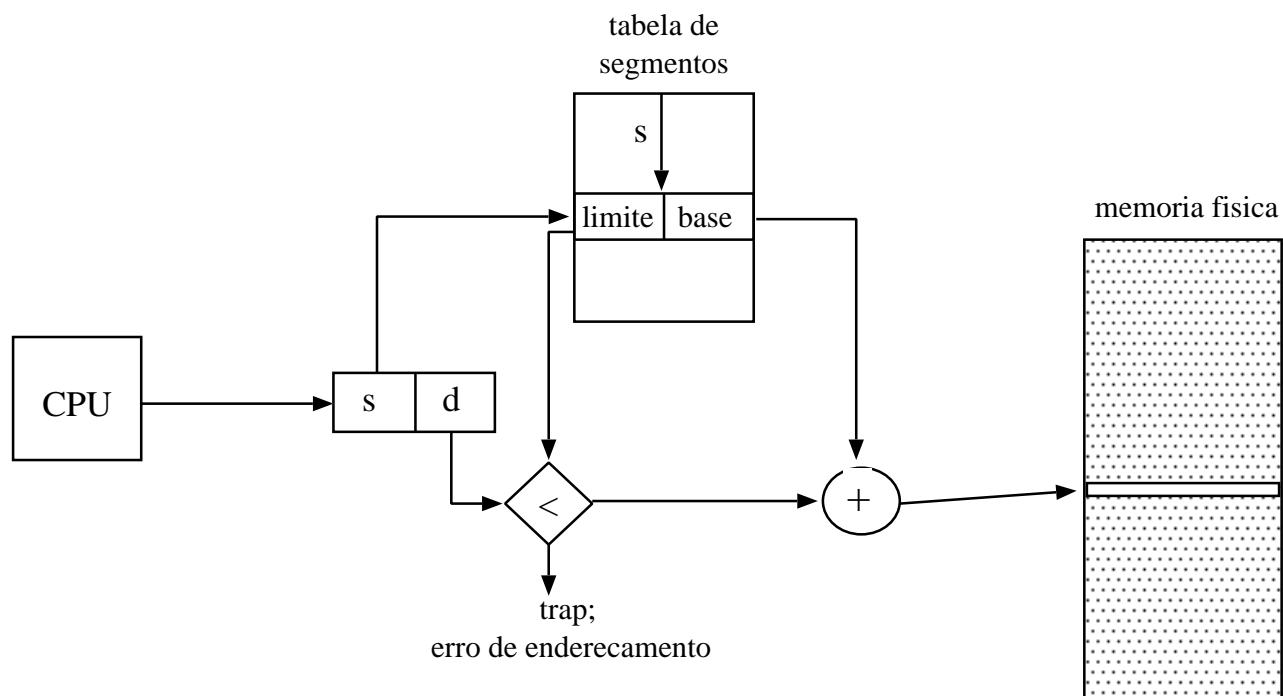 tabela de
segmentos
s
limite
base
memoria fisica
CPU
s
d
<
+
trap;
erro de enderecamento